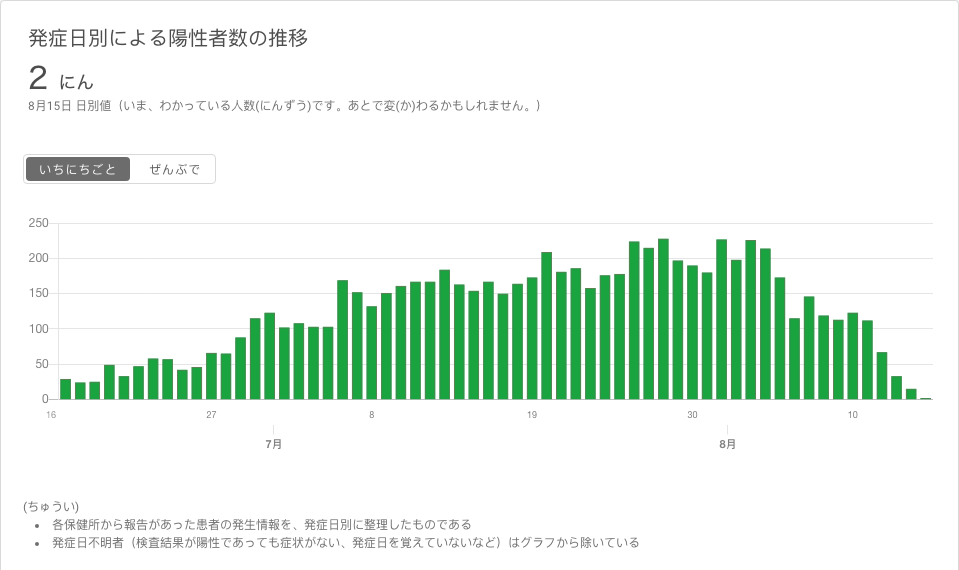 発症日別による陽性者数の推移
2 にん
8月15日 日別値（いま、わかっている人数(にんずう)です。あとで変(か)わるかもしれません。）
いちにちごと ぜんぶで
250
200
150
100
50
0
16 27 8 19 30 10
7月 8月
(ちゅうい)
• 各保健所から報告があった患者の発生情報を、発症日別に整理したものである
• 発症日不明者（検査結果が陽性であっても症状がない、発症日を覚えていないなど）はグラフから除いている